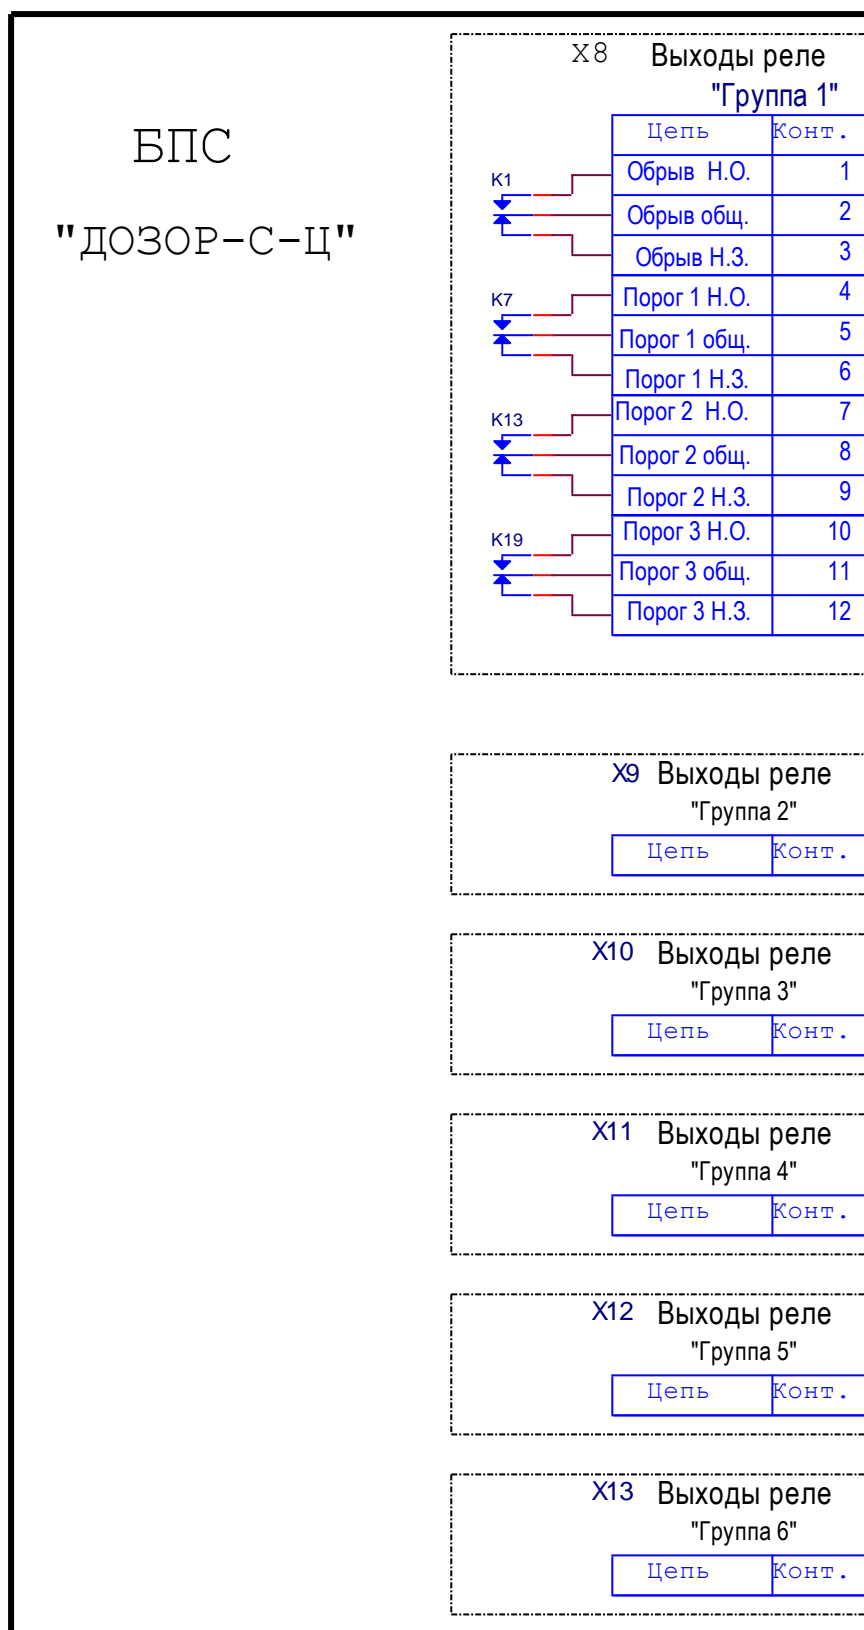 БПС
"ДОЗОР-С-Ц"
X8 Выходы реле
"Группа 1"
Цепь Конт.
K1
Обрыв Н.О. 1
Обрыв общ. 2
Обрыв Н.З. 3
K7
Порог 1 Н.О. 4
Порог 1 общ. 5
Порог 1 Н.З. 6
K13
Порог 2 Н.О. 7
Порог 2 общ. 8
Порог 2 Н.З. 9
K19
Порог 3 Н.О. 10
Порог 3 общ. 11
Порог 3 Н.З. 12
X9 Выходы реле
"Группа 2"
Цепь Конт.
X10 Выходы реле
"Группа 3"
Цепь Конт.
X11 Выходы реле
"Группа 4"
Цепь Конт.
X12 Выходы реле
"Группа 5"
Цепь Конт.
X13 Выходы реле
"Группа 6"
Цепь Конт.